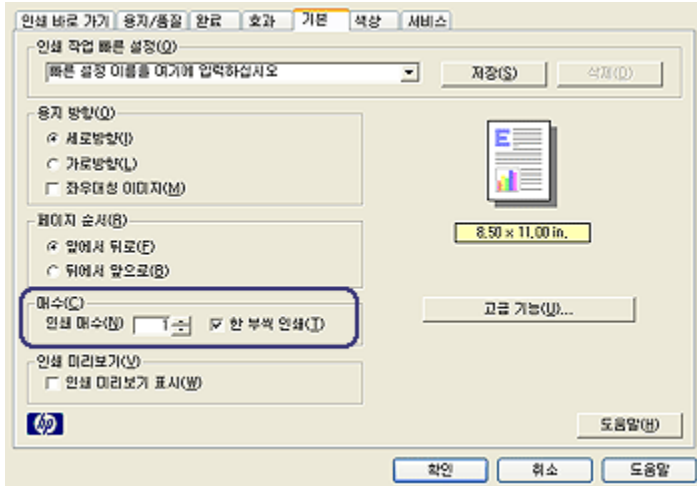 인쇄 바로 가기 용지/품질 완료 효과 기본 색상 서비스
인쇄 작업 빠른 설정(Q)
빠른 설정 이름을 여기에 입력하십시오
저장(S) 삭제(D)
용지 방향(O)
세로방향(I)
가로방향(L)
좌우대칭 이미지(M)
8.50 × 11.00 in.
페이지 순서(R)
앞에서 뒤로(F)
뒤에서 앞으로(B)
매수(C)
인쇄 매수(N) 1 한 부씩 인쇄(T)
고급 기능(U)...
인쇄 미리보기(V)
인쇄 미리보기 표시(W)
hp
도움말(H)
확인 취소 도움말